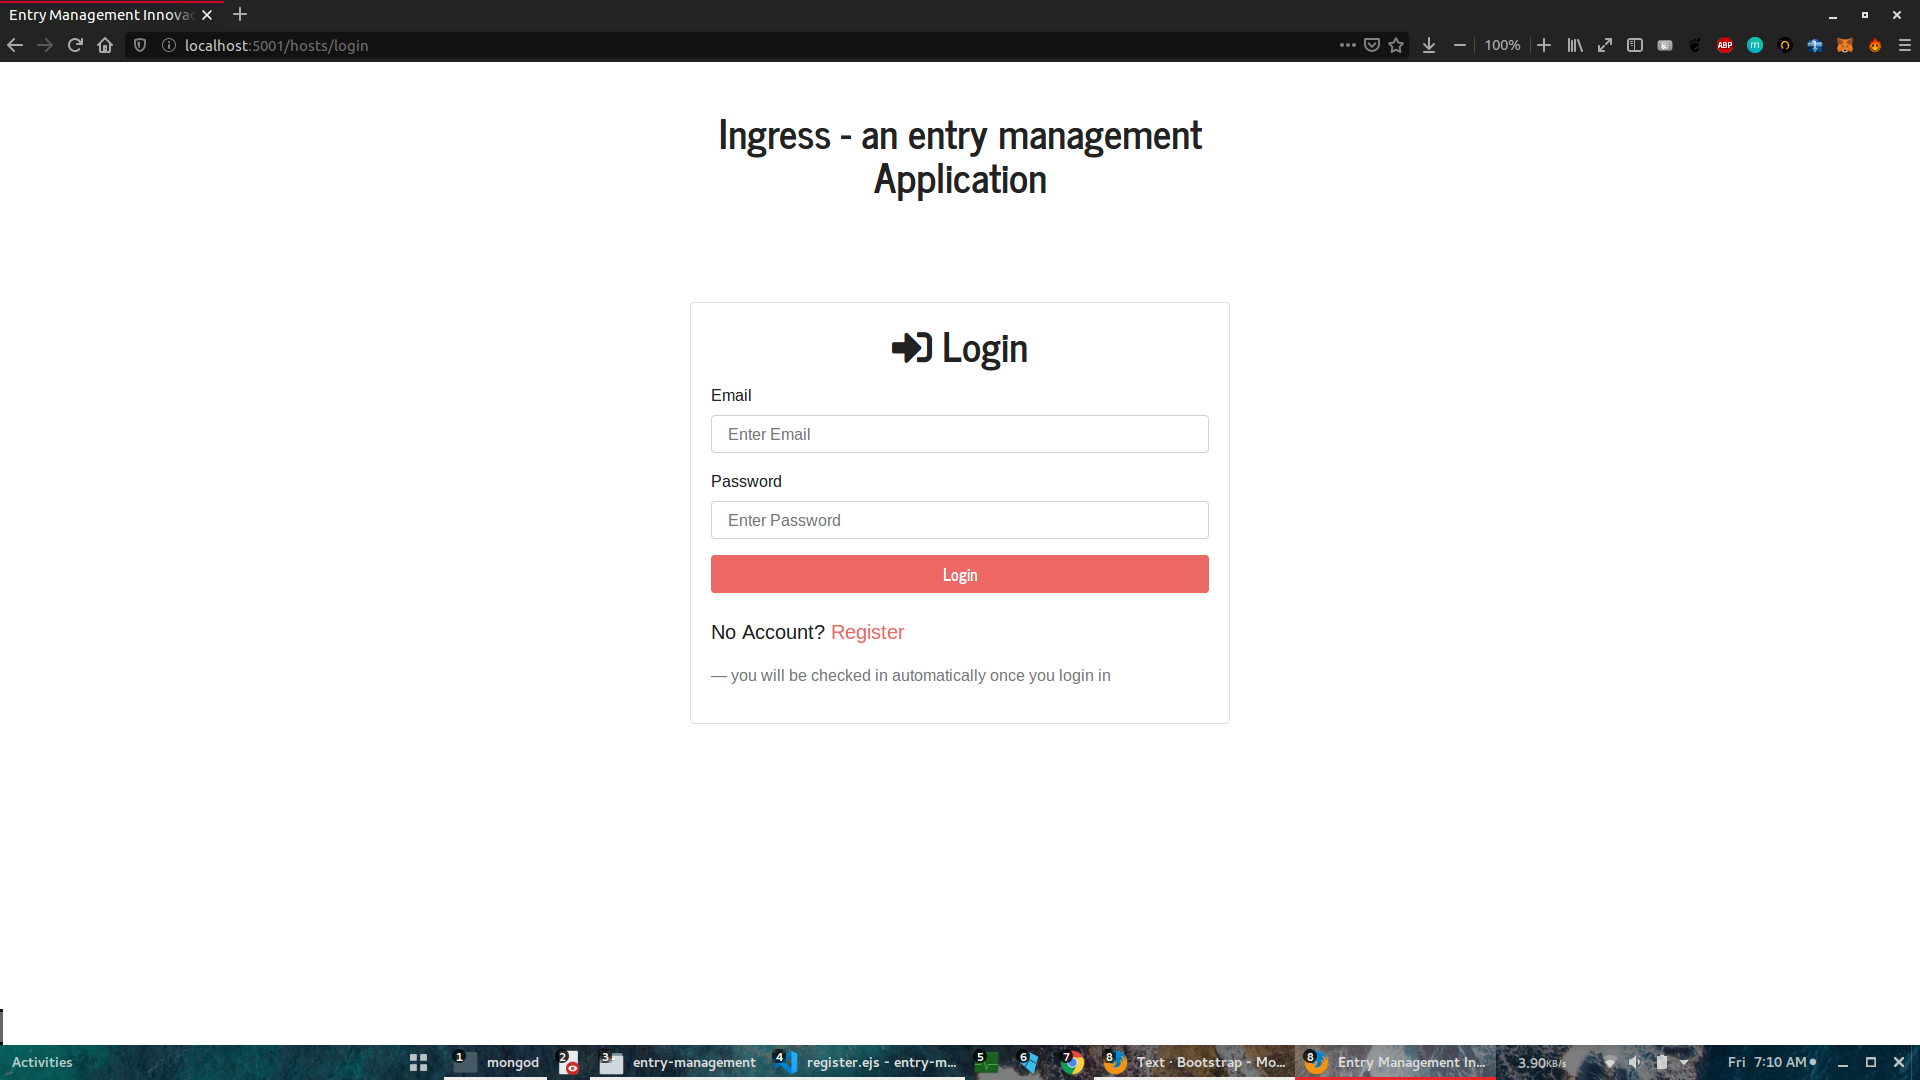 Entry Management Innova
localhost:5001/hosts/login
100%
ABP
m
Ingress - an entry management
Application
Login
Email
Enter Email
Password
Enter Password
Login
No Account? Register
— you will be checked in automatically once you login in
Activities
1 mongod
2
3 entry-management
4 register.ejs - entry-m...
5
6
7
8 Text · Bootstrap - Mo...
8 Entry Management In...
3.90KB/s
Fri 7:10 AM